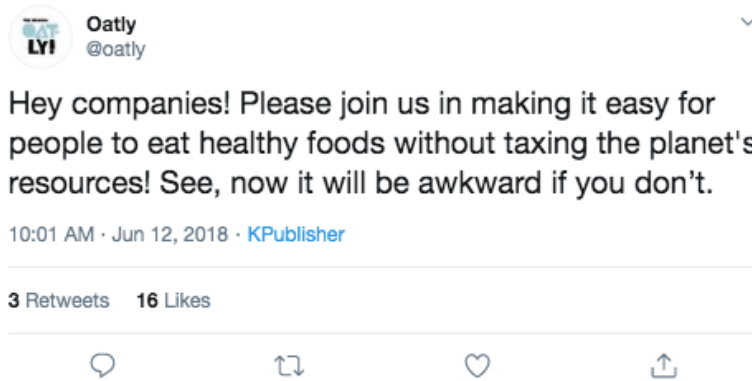 OAT
LY!
Oatly
@oatly
Hey companies! Please join us in making it easy for
people to eat healthy foods without taxing the planet's
resources! See, now it will be awkward if you don’t.
10:01 AM · Jun 12, 2018 · KPublisher
3 Retweets 16 Likes